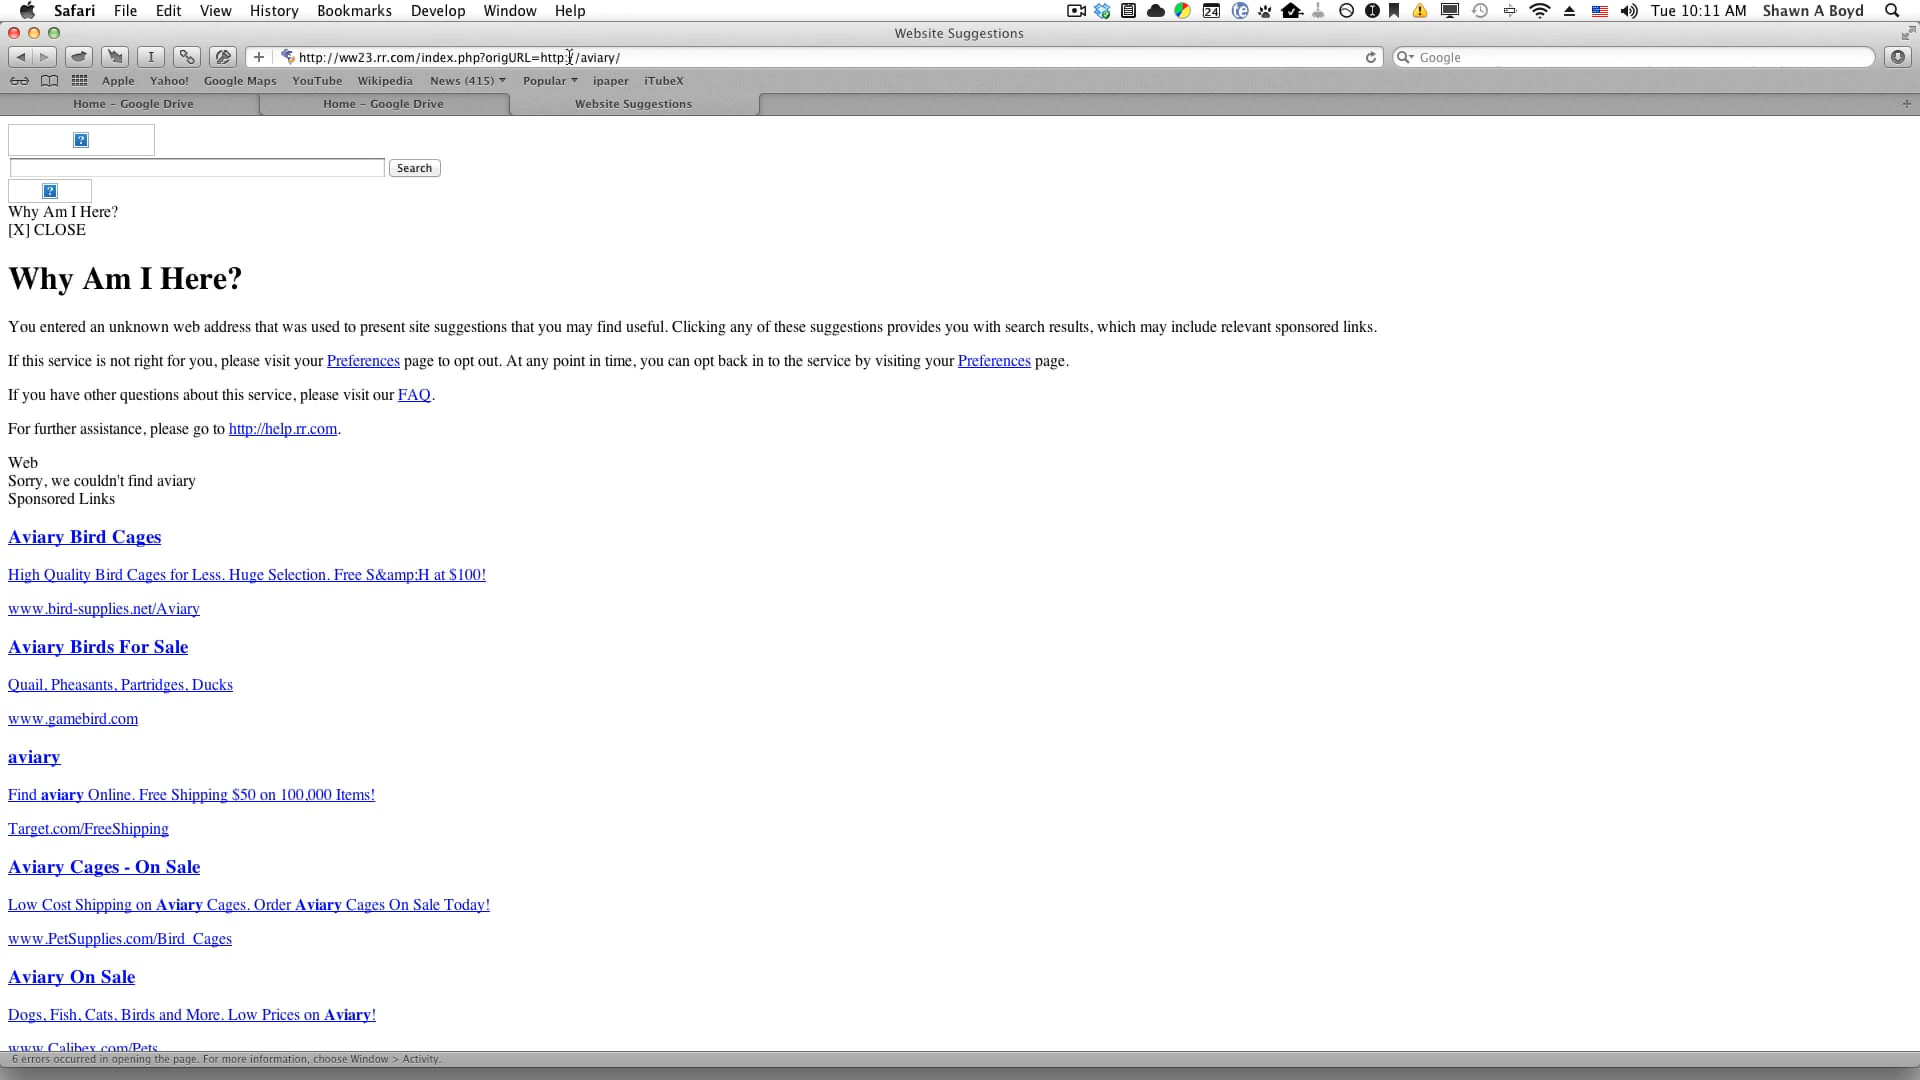 Safari File Edit View History Bookmarks Develop Window Help 24 Tue 10:11 AM Shawn A Boyd
Website Suggestions
http://ww23.rr.com/index.php?origURL=http://aviary/ Google
Apple Yahoo! Google Maps YouTube Wikipedia News (415) Popular ipaper iTubeX
Home – Google Drive Home – Google Drive Website Suggestions
Search
Why Am I Here?
[X] CLOSE
Why Am I Here?
You entered an unknown web address that was used to present site suggestions that you may find useful. Clicking any of these suggestions provides you with search results, which may include relevant sponsored links.
If this service is not right for you, please visit your Preferences page to opt out. At any point in time, you can opt back in to the service by visiting your Preferences page.
If you have other questions about this service, please visit our FAQ.
For further assistance, please go to http://help.rr.com.
Web
Sorry, we couldn't find aviary
Sponsored Links
Aviary Bird Cages
High Quality Bird Cages for Less. Huge Selection. Free S&amp;H at $100!
www.bird-supplies.net/Aviary
Aviary Birds For Sale
Quail, Pheasants, Partridges, Ducks
www.gamebird.com
aviary
Find aviary Online. Free Shipping $50 on 100,000 Items!
Target.com/FreeShipping
Aviary Cages - On Sale
Low Cost Shipping on Aviary Cages. Order Aviary Cages On Sale Today!
www.PetSupplies.com/Bird_Cages
Aviary On Sale
Dogs, Fish, Cats, Birds and More. Low Prices on Aviary!
www.Calibex.com/Pets
6 errors occurred in opening the page. For more information, choose Window > Activity.